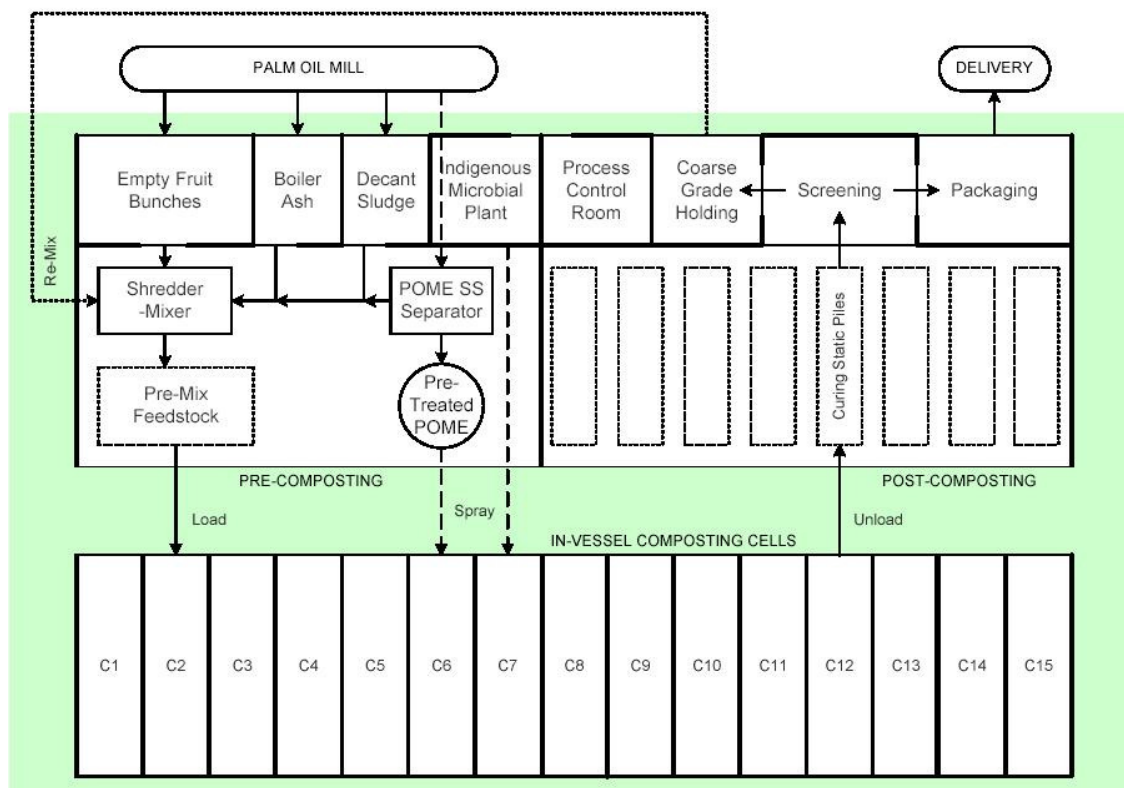 PALM OIL MILL
DELIVERY
Empty Fruit
Bunches
Boiler
Ash
Decant
Sludge
Indigenous
Microbial
Plant
Process
Control
Room
Coarse
Grade
Holding
Screening
Packaging
Re-Mix
Shredder
-Mixer
POME SS
Separator
Pre-Mix
Feedstock
Pre-
Treated
POME
Curing Static Piles
PRE-COMPOSTING
POST-COMPOSTING
Load
Spray
Unload
IN-VESSEL COMPOSTING CELLS
C1
C2
C3
C4
C5
C6
C7
C8
C9
C10
C11
C12
C13
C14
C15